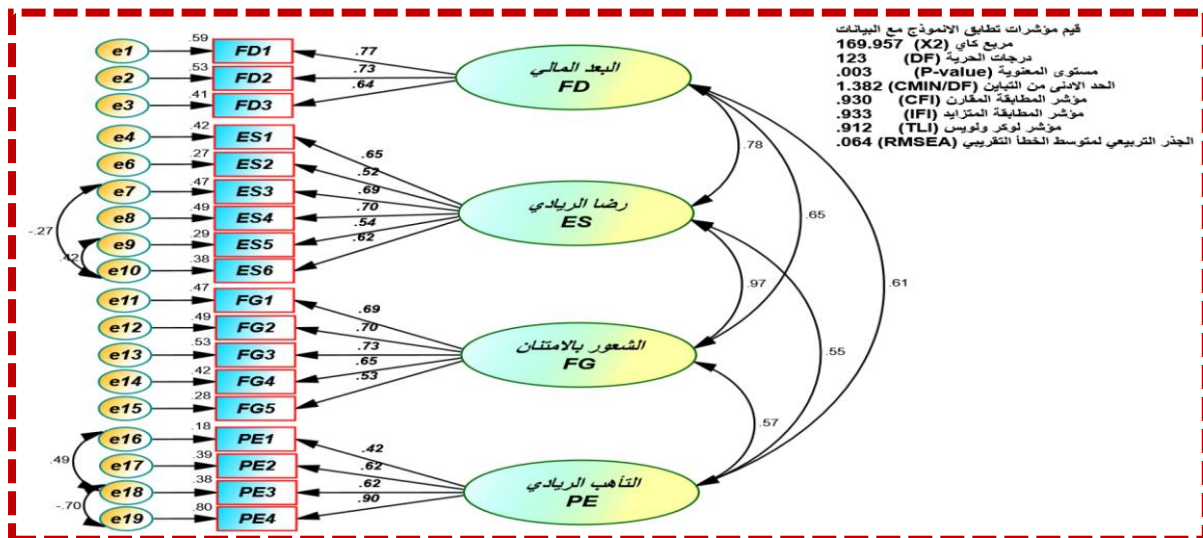 قيم مؤشرات تطابق الانموذج مع البيانات
مربع كاي (X2) 169.957
درجات الحرية (DF) 123
مستوى المعنوية (P-value) .003
الحد الادنى من التباين (CMIN/DF) 1.382
مؤشر المطابقة المقارن (CFI) .930
مؤشر المطابقة المتزايد (IFI) .933
مؤشر لوكر ولويس (TLI) .912
الجذر التربيعي لمتوسط الخطأ التقريبي (RMSEA) .064
e1 .59 FD1 .77
e2 .53 FD2 .73
e3 .41 FD3 .64
البعد المالي
FD
e4 .42 ES1 .65
e6 .27 ES2 .52
e7 .47 ES3 .69
e8 .49 ES4 .70
e9 .29 ES5 .54
e10 .38 ES6 .62
-.27
.42
رضا الريادي
ES
e11 .47 FG1 .69
e12 .49 FG2 .70
e13 .53 FG3 .73
e14 .42 FG4 .65
e15 .28 FG5 .53
الشعور بالامتنان
FG
e16 .18 PE1 .42
e17 .39 PE2 .62
e18 .38 PE3 .62
e19 .80 PE4 .90
.49
-.70
التأهب الريادي
PE
.78
.65
.61
.97
.55
.57